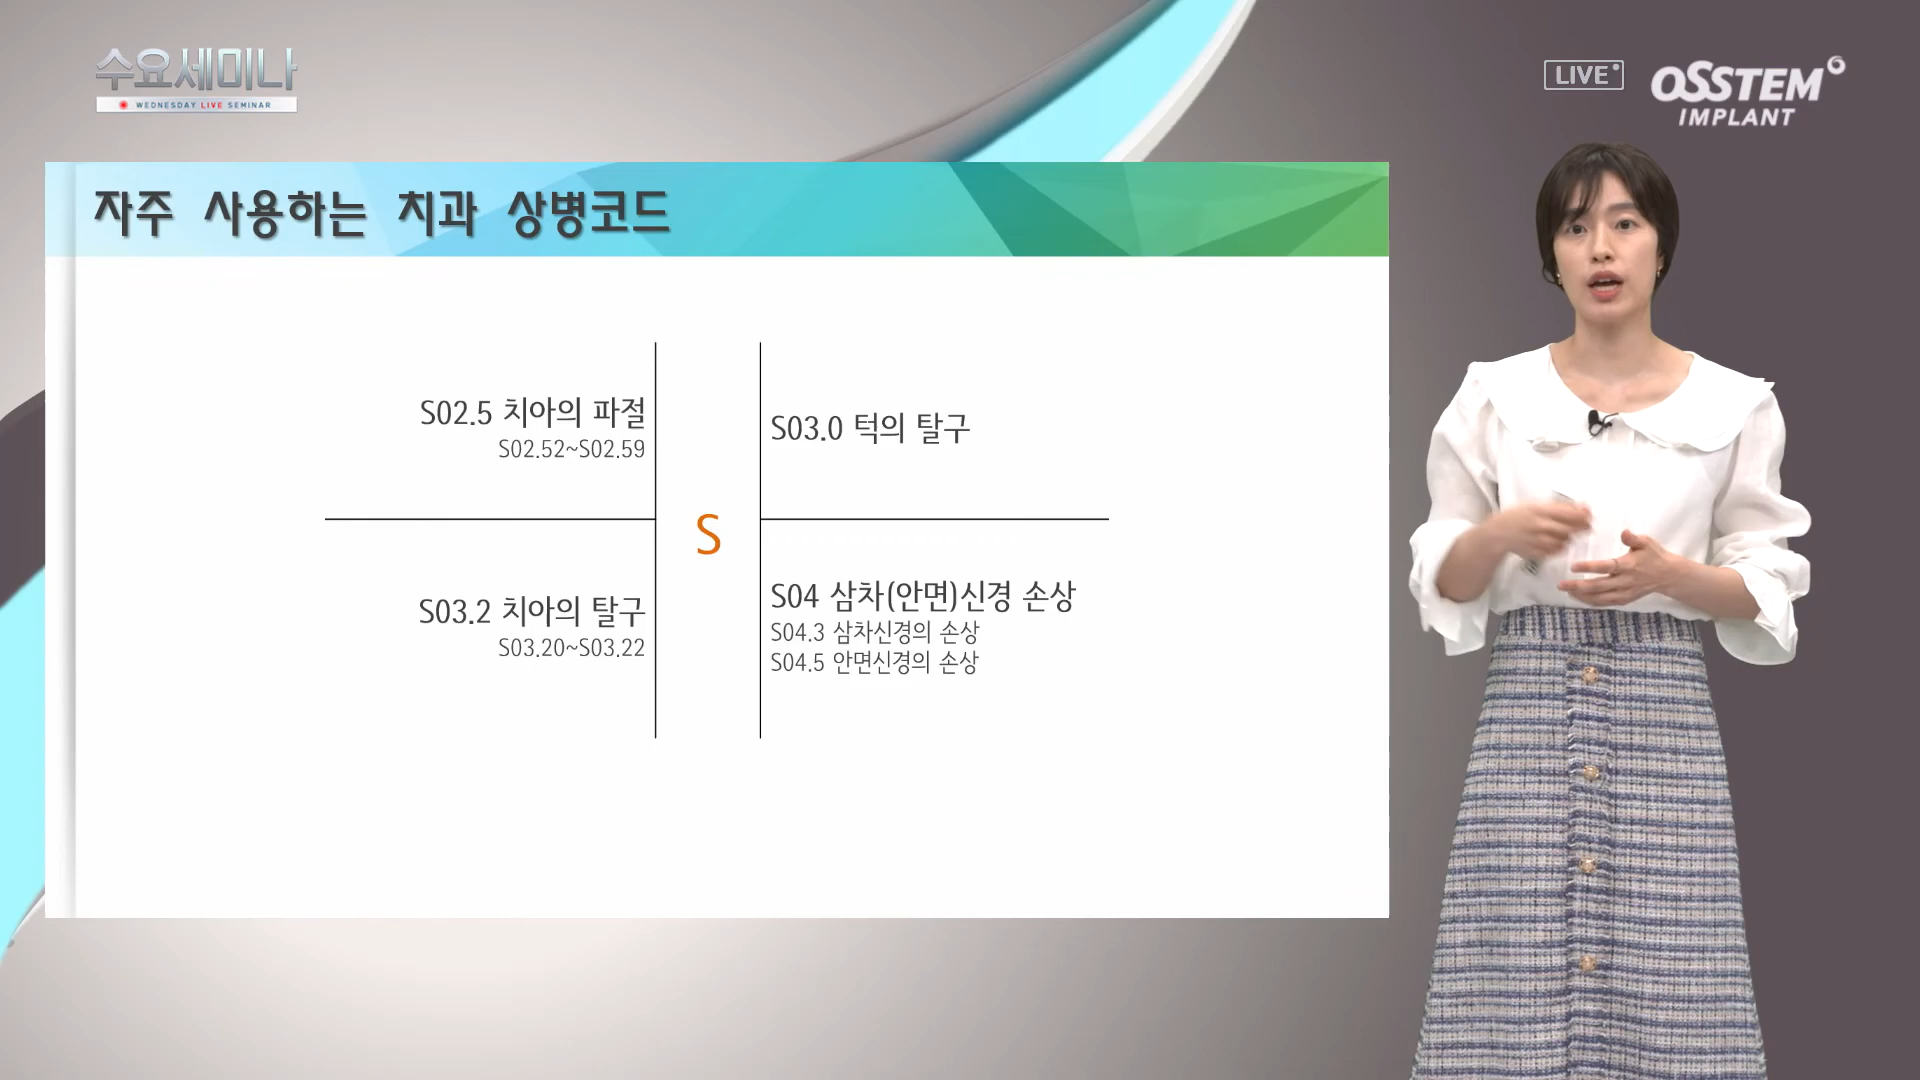 수요세미나
WEDNESDAY LIVE SEMINAR
LIVE
OSSTEM
IMPLANT
자주 사용하는 치과 상병코드
S02.5 치아의 파절
S02.52~S02.59
S03.0 턱의 탈구
S
S03.2 치아의 탈구
S03.20~S03.22
S04 삼차(안면)신경 손상
S04.3 삼차신경의 손상
S04.5 안면신경의 손상